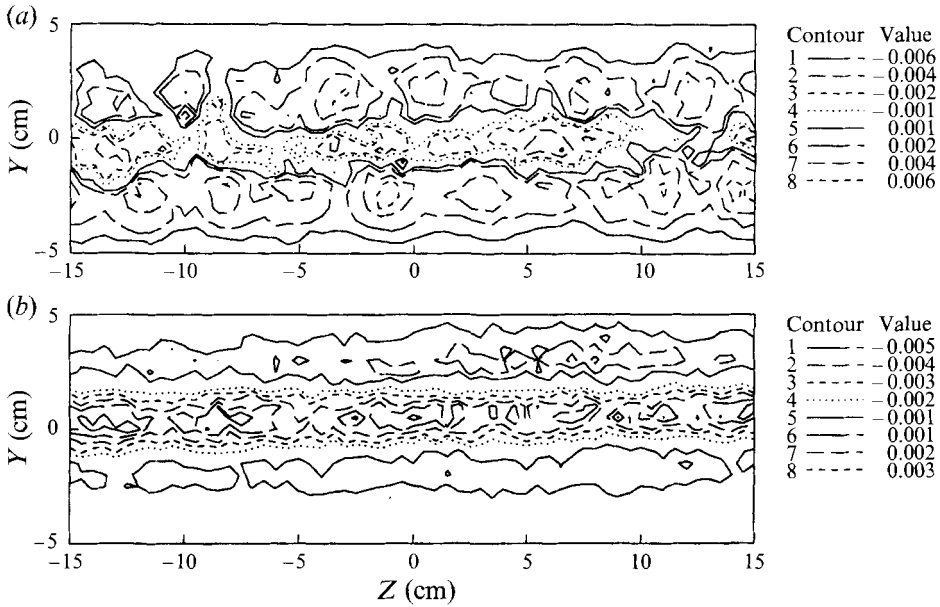 (a)
5
0
−5
Y (cm)
−15 −10 −5 0 5 10 15
Contour Value
1 −0.006
2 −0.004
3 −0.002
4 −0.001
5 0.001
6 0.002
7 0.004
8 0.006
(b)
5
0
−5
Y (cm)
−15 −10 −5 0 5 10 15
Z (cm)
Contour Value
1 −0.005
2 −0.004
3 −0.003
4 −0.002
5 −0.001
6 0.001
7 0.002
8 0.003